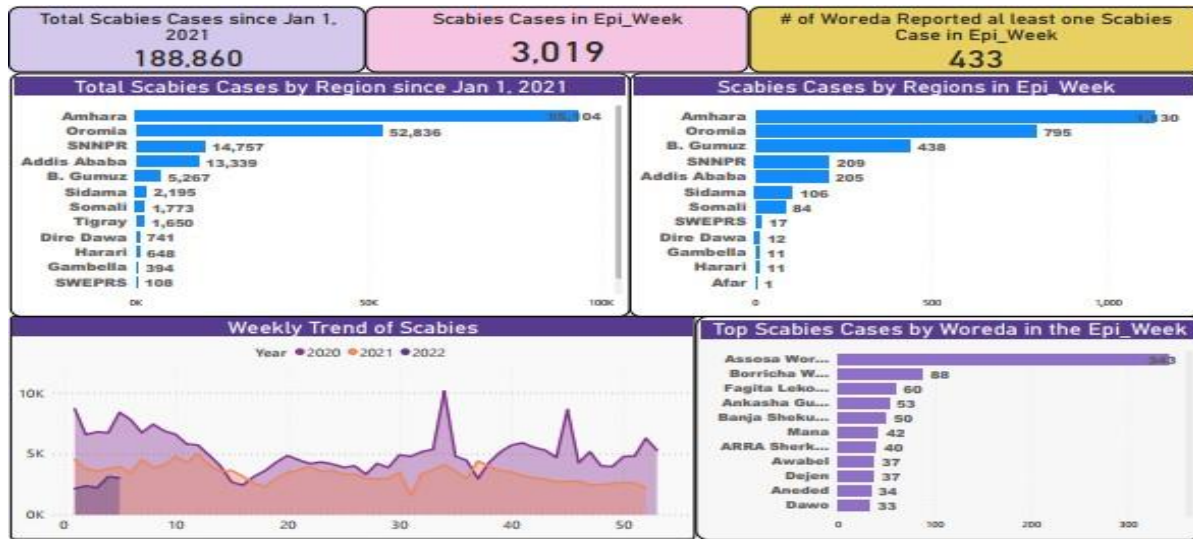 Total Scabies Cases since Jan 1,
2021
188,860
Scabies Cases in Epi_Week
3,019
# of Woreda Reported al least one Scabies
Case in Epi_Week
433
Total Scabies Cases by Region since Jan 1, 2021
Amhara
Oromia 52,836
SNNPR 14,757
Addis Ababa 13,339
B. Gumuz 5,267
Sidama 2,195
Somali 1,773
Tigray 1,650
Dire Dawa 741
Harari 648
Gambella 394
SWEPRS 108
0K 50K 100K
Scabies Cases by Regions in Epi_Week
Amhara 1,130
Oromia 795
B. Gumuz 438
SNNPR 209
Addis Ababa 205
Sidama 106
Somali 84
SWEPRS 17
Dire Dawa 12
Gambella 11
Harari 11
Afar 1
0 500 1,000
Weekly Trend of Scabies
Year 2020 2021 2022
10K
5K
0K
0 10 20 30 40 50
Top Scabies Cases by Woreda in the Epi_Week
Assosa Wor... 343
Borricha W... 88
Fagita Leko... 60
Ankasha Gu... 53
Banja Sheku... 50
Mana 42
ARRA Sherk... 40
Awabel 37
Dejen 37
Aneded 34
Dawo 33
0 100 200 300